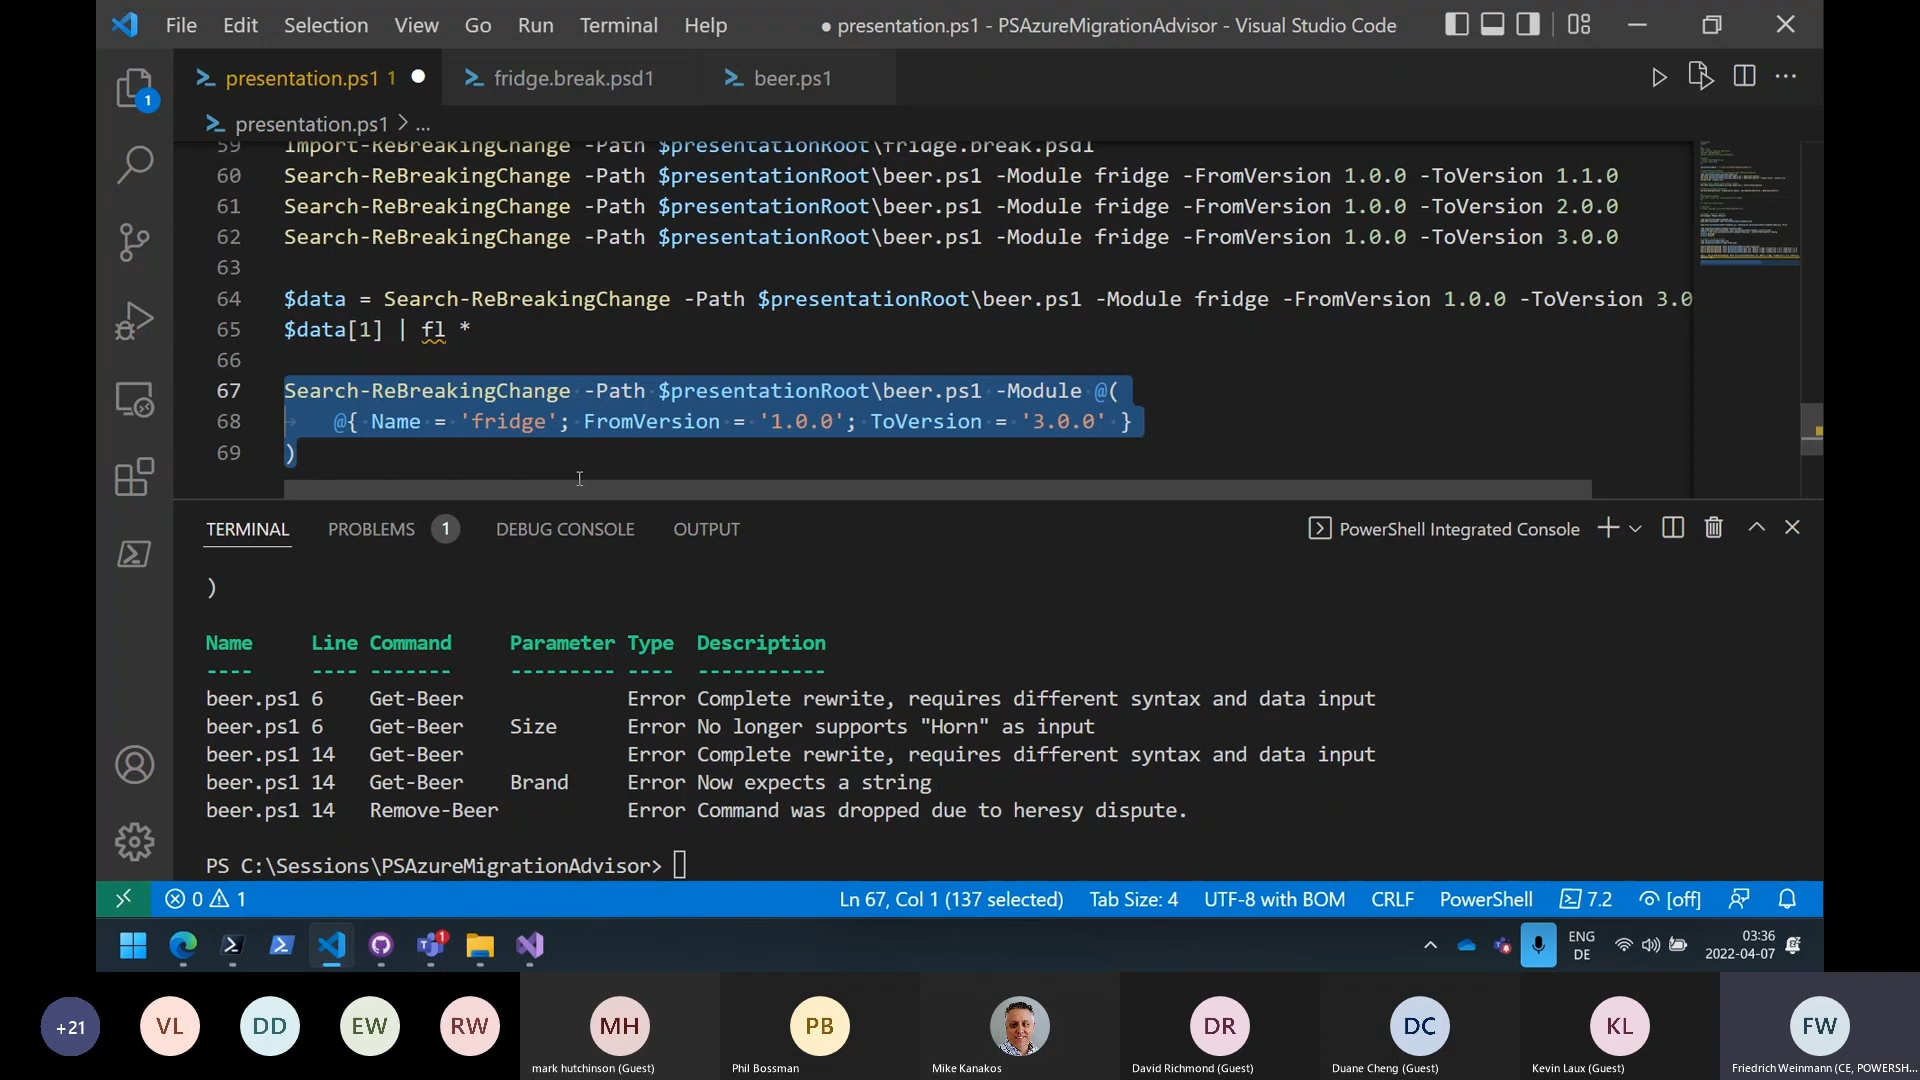 File Edit Selection View Go Run Terminal Help
● presentation.ps1 - PSAzureMigrationAdvisor - Visual Studio Code
presentation.ps1 1
fridge.break.psd1
beer.ps1
1
presentation.ps1 > ...
59 Import-ReBreakingChange -Path $presentationRoot\fridge.break.psd1
60 Search-ReBreakingChange -Path $presentationRoot\beer.ps1 -Module fridge -FromVersion 1.0.0 -ToVersion 1.1.0
61 Search-ReBreakingChange -Path $presentationRoot\beer.ps1 -Module fridge -FromVersion 1.0.0 -ToVersion 2.0.0
62 Search-ReBreakingChange -Path $presentationRoot\beer.ps1 -Module fridge -FromVersion 1.0.0 -ToVersion 3.0.0
63
64 $data = Search-ReBreakingChange -Path $presentationRoot\beer.ps1 -Module fridge -FromVersion 1.0.0 -ToVersion 3.0
65 $data[1] | fl *
66
67 Search-ReBreakingChange -Path $presentationRoot\beer.ps1 -Module @(
68 @{ Name = 'fridge'; FromVersion = '1.0.0'; ToVersion = '3.0.0' }
69 )
TERMINAL PROBLEMS 1 DEBUG CONSOLE OUTPUT
PowerShell Integrated Console
)
Name Line Command Parameter Type Description
---- ---- ------- --------- ---- -----------
beer.ps1 6 Get-Beer Error Complete rewrite, requires different syntax and data input
beer.ps1 6 Get-Beer Size Error No longer supports "Horn" as input
beer.ps1 14 Get-Beer Error Complete rewrite, requires different syntax and data input
beer.ps1 14 Get-Beer Brand Error Now expects a string
beer.ps1 14 Remove-Beer Error Command was dropped due to heresy dispute.
PS C:\Sessions\PSAzureMigrationAdvisor>
0 1
Ln 67, Col 1 (137 selected) Tab Size: 4 UTF-8 with BOM CRLF PowerShell 7.2 [off]
1
ENG
DE
03:36
2022-04-07
+21 VL DD EW RW MH PB DR DC KL FW
mark hutchinson (Guest) Phil Bossman Mike Kanakos David Richmond (Guest) Duane Cheng (Guest) Kevin Laux (Guest) Friedrich Weinmann (CE, POWERSH...